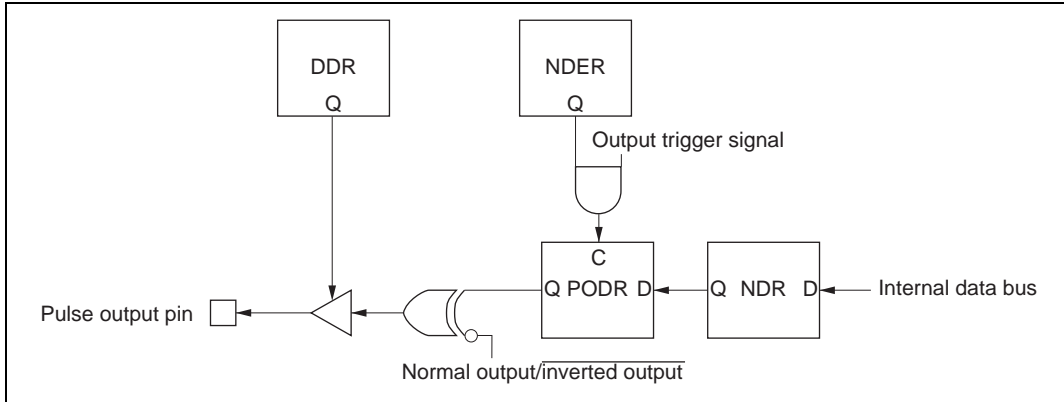 DDR
Q
NDER
Q
Output trigger signal
C
Q PODR D
Q NDR D
Internal data bus
Pulse output pin
Normal output/inverted output